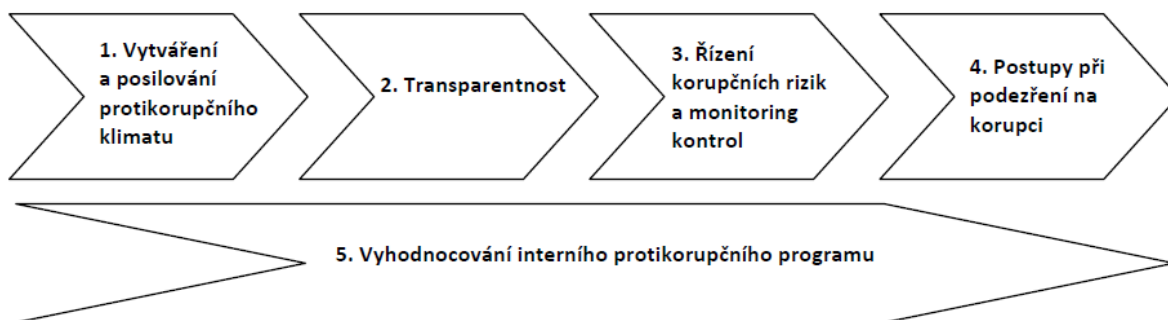 1. Vytváření
a posilování
protikorupčního
klimatu
2. Transparentnost
3. Řízení
korupčních rizik
a monitoring
kontrol
4. Postupy při
podezření na
korupci
5. Vyhodnocování interního protikorupčního programu